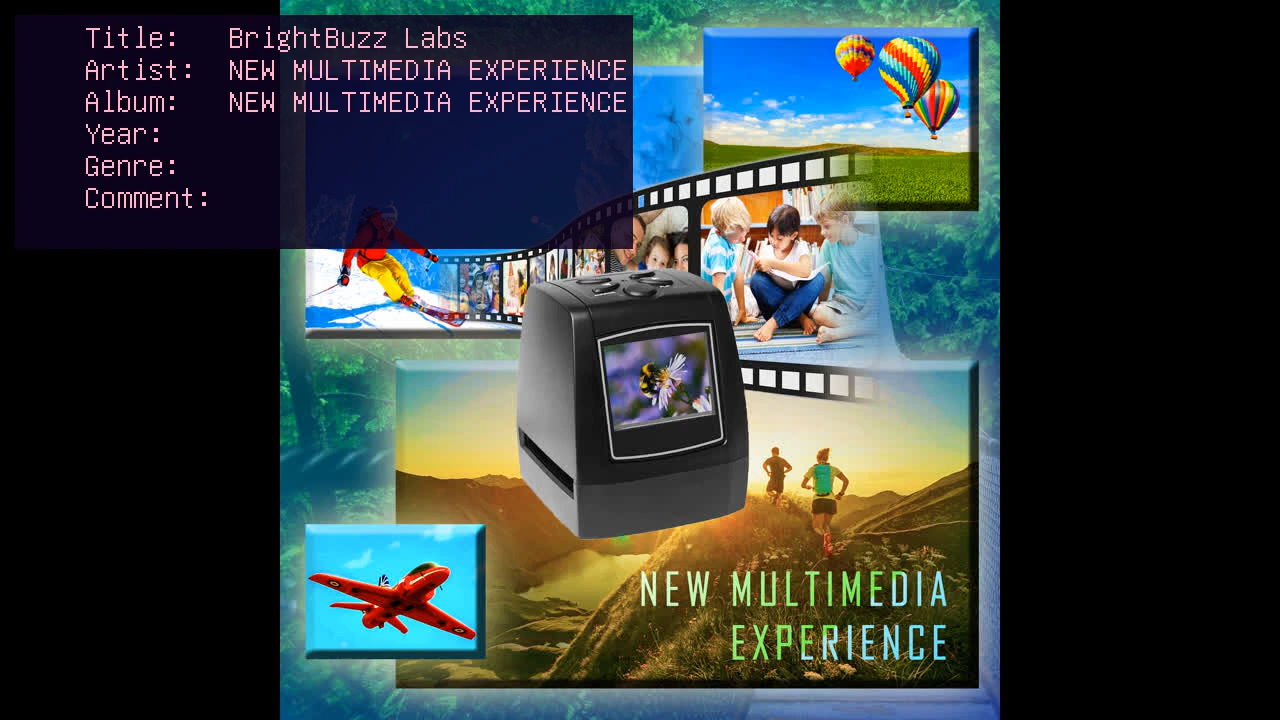 Title: BrightBuzz Labs
Artist: NEW MULTIMEDIA EXPERIENCE
Album: NEW MULTIMEDIA EXPERIENCE
Year:
Genre:
Comment:
NEW MULTIMEDIA
EXPERIENCE